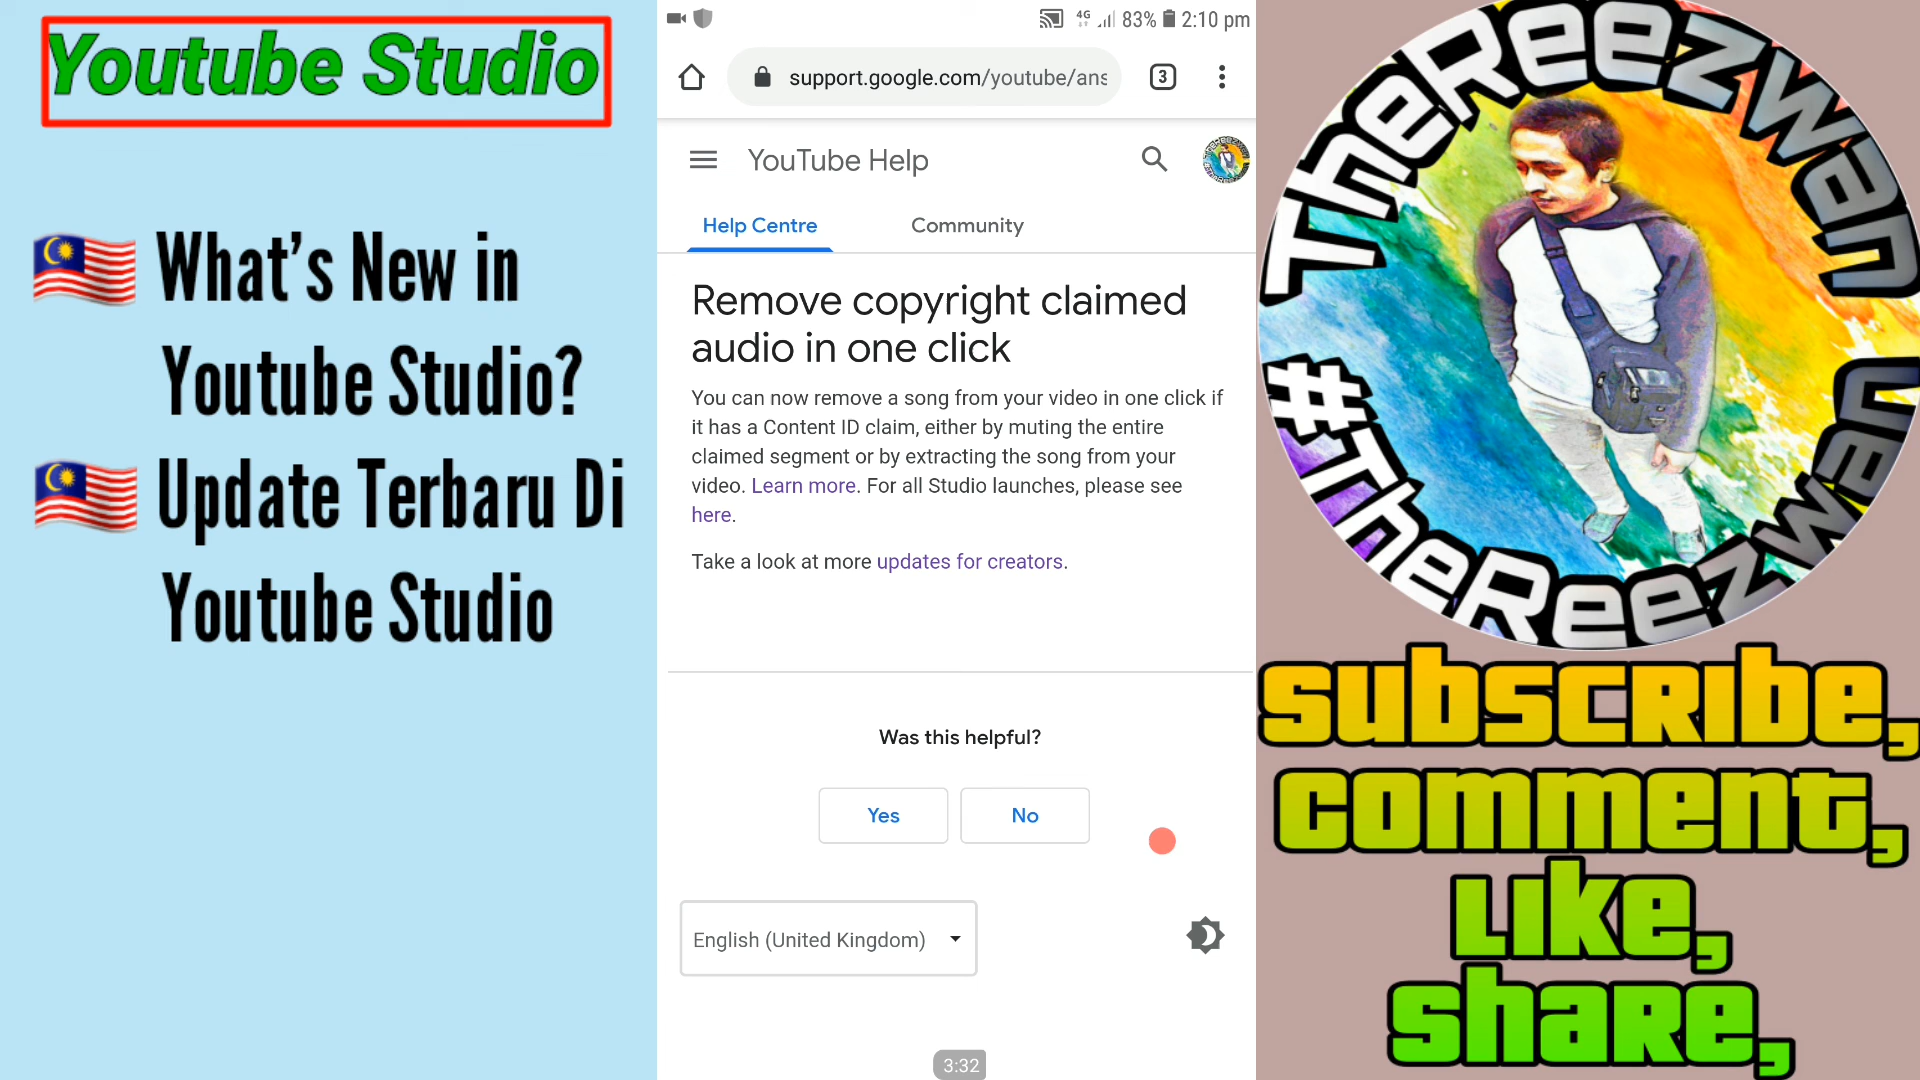 Youtube Studio
🇲🇾 What's New in
Youtube Studio?
🇲🇾 Update Terbaru Di
Youtube Studio
4G 83% 2:10 pm
support.google.com/youtube/ans
3
YouTube Help
Help Centre Community
Remove copyright claimed
audio in one click
You can now remove a song from your video in one click if
it has a Content ID claim, either by muting the entire
claimed segment or by extracting the song from your
video. Learn more. For all Studio launches, please see
here.
Take a look at more updates for creators.
Was this helpful?
Yes No
English (United Kingdom)
3:32
TheReezwan
#TheReezwan
Subscribe,
Comment,
Like,
Share,